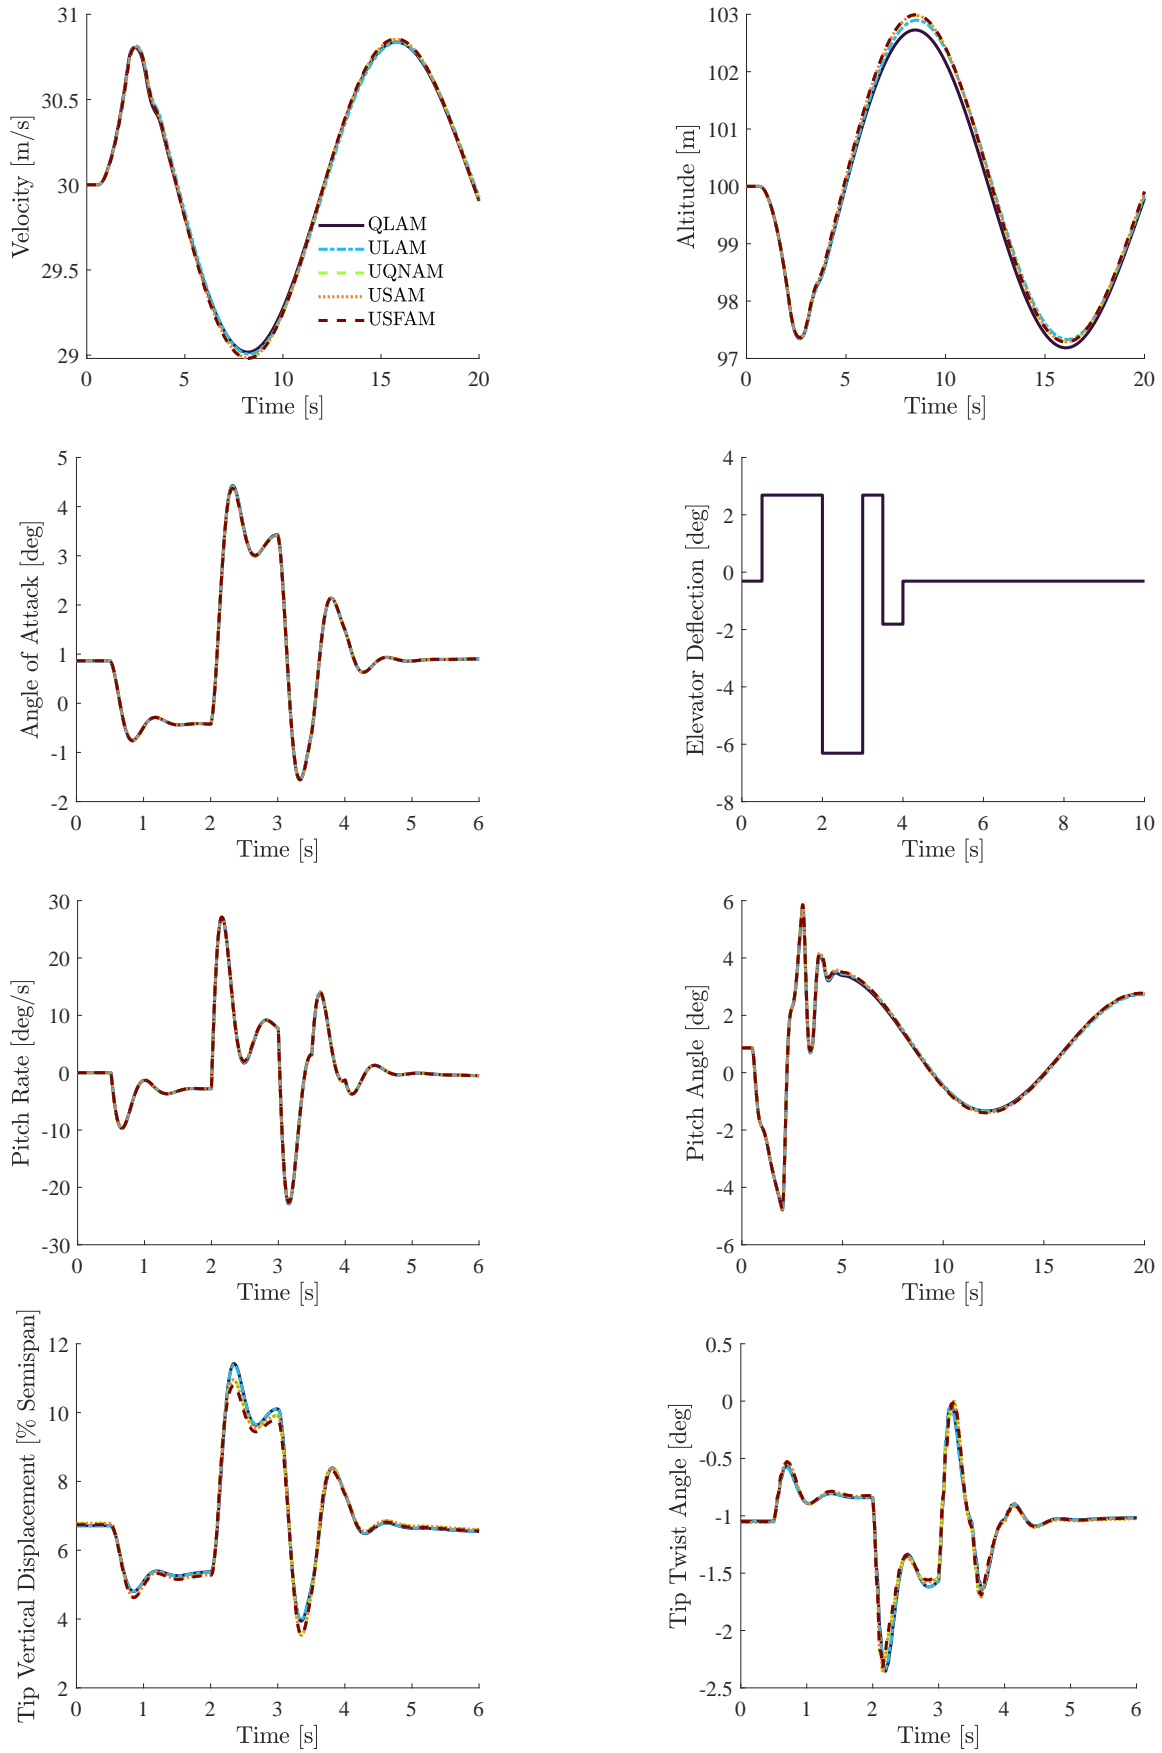 Velocity [m/s]
31
30.5
30
29.5
29
0 5 10 15 20
Time [s]
QLAM
ULAM
UQNAM
USAM
USFAM
Altitude [m]
103
102
101
100
99
98
97
0 5 10 15 20
Time [s]
Angle of Attack [deg]
5
4
3
2
1
0
-1
-2
0 1 2 3 4 5 6
Time [s]
Elevator Deflection [deg]
4
2
0
-2
-4
-6
-8
0 2 4 6 8 10
Time [s]
Pitch Rate [deg/s]
30
20
10
0
-10
-20
-30
0 1 2 3 4 5 6
Time [s]
Pitch Angle [deg]
6
4
2
0
-2
-4
-6
0 5 10 15 20
Time [s]
Tip Vertical Displacement [% Semispan]
12
10
8
6
4
2
0 1 2 3 4 5 6
Time [s]
Tip Twist Angle [deg]
0.5
0
-0.5
-1
-1.5
-2
-2.5
0 1 2 3 4 5 6
Time [s]